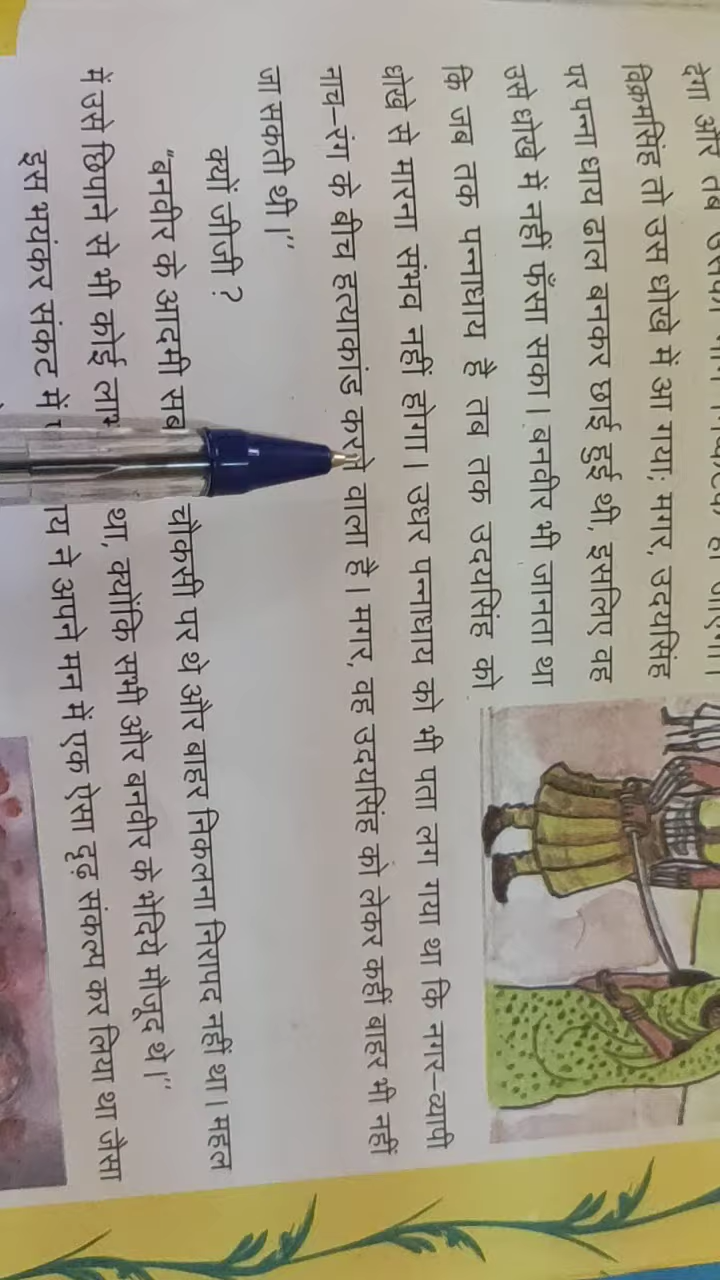 देगा और तब उसका
विक्रमसिंह तो उस धोखे में आ गया; मगर, उदयसिंह
पर पन्ना धाय ढाल बनकर छाई हुई थी, इसलिए वह
उसे धोखे में नहीं फँसा सका। बनवीर भी जानता था
कि जब तक पन्नाधाय है तब तक उदयसिंह को
धोखे से मारना संभव नहीं होगा। उधर पन्नाधाय को भी पता लग गया था कि नगर-व्यापी
नाच-रंग के बीच हत्याकांड करने वाला है। मगर, वह उदयसिंह को लेकर कहीं बाहर भी नहीं
जा सकती थी।"
क्यों जीजी?
"बनवीर के आदमी सब चौकसी पर थे और बाहर निकलना निरापद नहीं था। महल
में उसे छिपाने से भी कोई था, क्योंकि सभी और बनवीर के भेदिये मौजूद थे।"
इस भयंकर संकट में ने अपने मन में एक ऐसा दृढ़ संकल्प कर लिया था जैसा